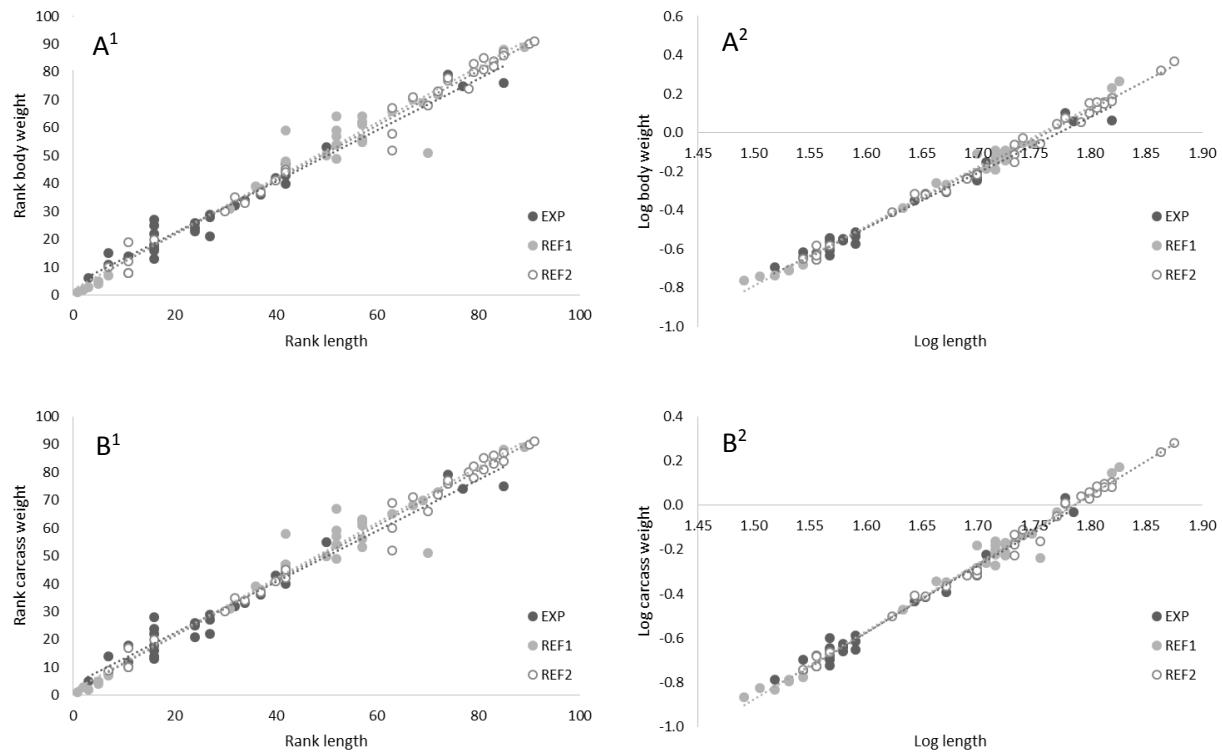 A¹
Rank body weight
100
90
80
70
60
50
40
30
20
10
0
0 20 40 60 80 100
Rank length
EXP
REF1
REF2
A²
Log body weight
0.6
0.4
0.2
0.0
-0.2
-0.4
-0.6
-0.8
-1.0
1.45 1.50 1.55 1.60 1.65 1.70 1.75 1.80 1.85 1.90
Log length
EXP
REF1
REF2
B¹
Rank carcass weight
100
90
80
70
60
50
40
30
20
10
0
0 20 40 60 80 100
Rank length
EXP
REF1
REF2
B²
Log carcass weight
0.4
0.2
0.0
-0.2
-0.4
-0.6
-0.8
-1.0
1.45 1.50 1.55 1.60 1.65 1.70 1.75 1.80 1.85 1.90
Log length
EXP
REF1
REF2